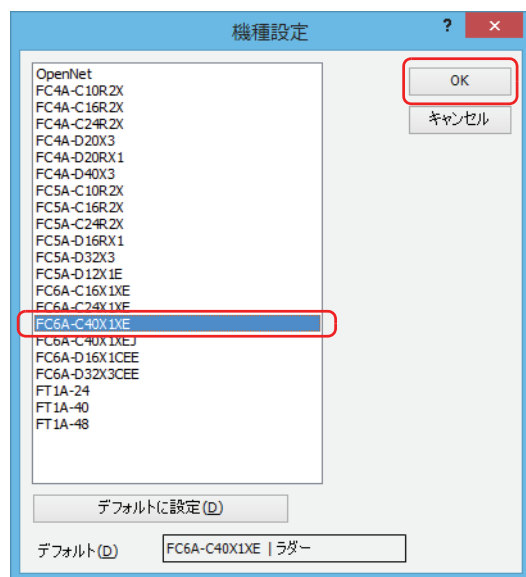 機種設定
?
×
OpenNet
FC4A-C10R2X
FC4A-C16R2X
FC4A-C24R2X
FC4A-D20X3
FC4A-D20RX1
FC4A-D40X3
FC5A-C10R2X
FC5A-C16R2X
FC5A-C24R2X
FC5A-D16RX1
FC5A-D32X3
FC5A-D12X1E
FC6A-C16X1XE
FC6A-C24X1XE
FC6A-C40X1XE
FC6A-C40X1XEJ
FC6A-D16X1CEE
FC6A-D32X3CEE
FT1A-24
FT1A-40
FT1A-48
OK
キャンセル
デフォルトに設定(D)
デフォルト(D) FC6A-C40X1XE | ラダー